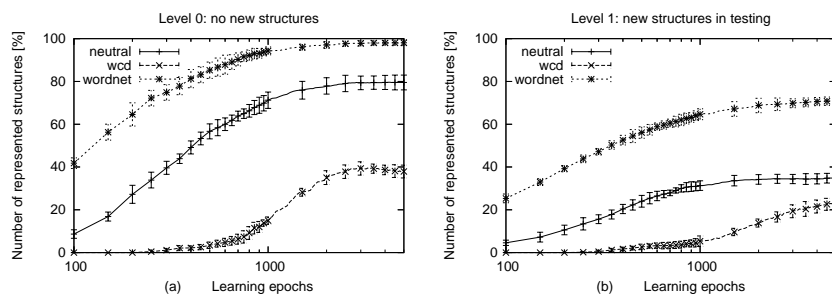 Level 0: no new structures
Number of represented structures [%]
100
80
60
40
20
0
neutral
wcd
wordnet
100
1000
(a)
Learning epochs
Level 1: new structures in testing
Number of represented structures [%]
100
80
60
40
20
0
neutral
wcd
wordnet
100
1000
(b)
Learning epochs